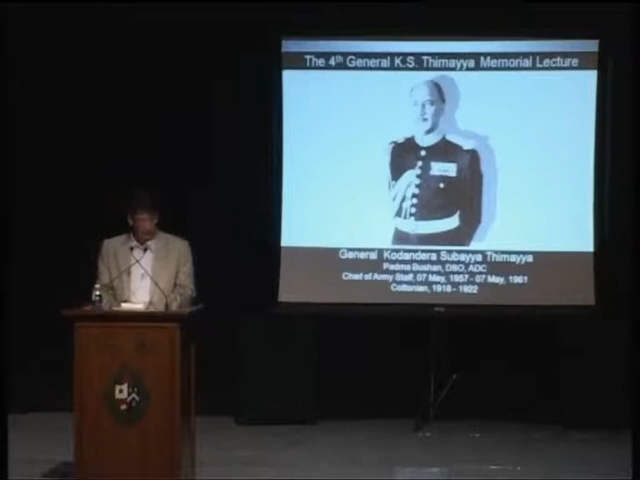 The 4th General K.S. Thimayya Memorial Lecture
General Kodandera Subayya Thimayya
Padma Bushan, DSO, ADC
Chief of Army Staff, 07 May, 1957 - 07 May, 1961
Cottonian, 1918 - 1922